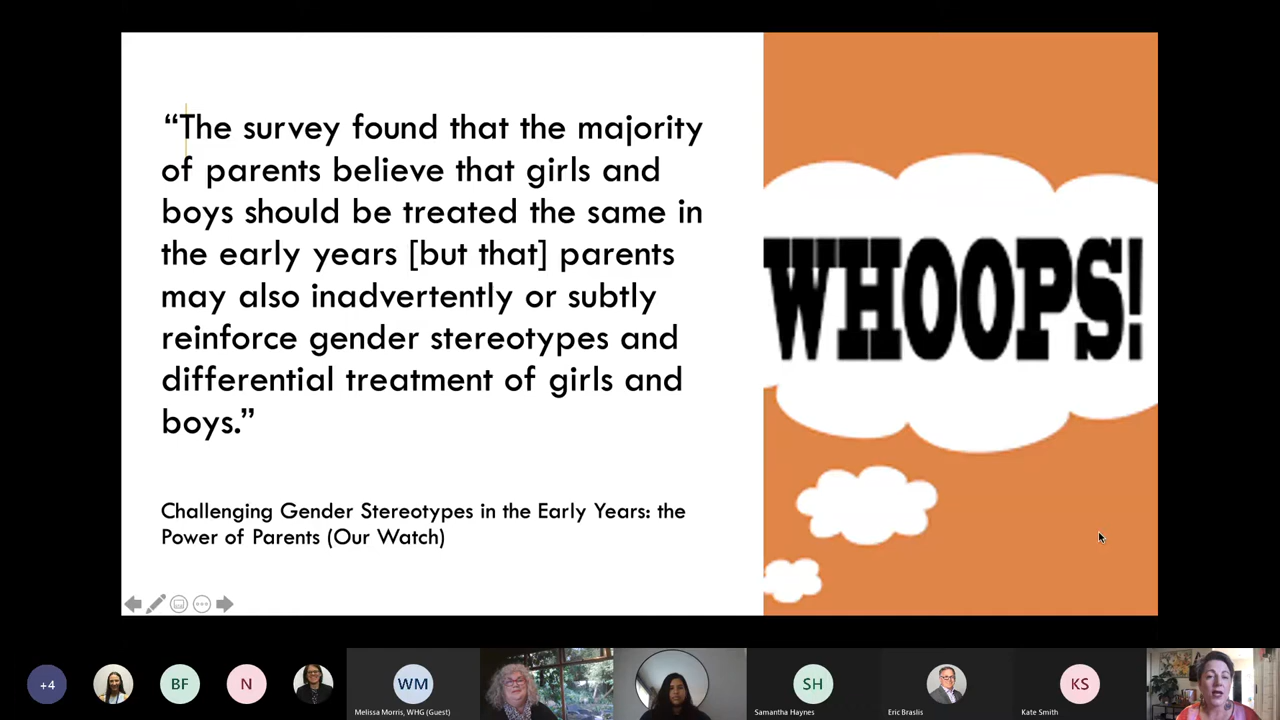 “The survey found that the majority
of parents believe that girls and
boys should be treated the same in
the early years [but that] parents
may also inadvertently or subtly
reinforce gender stereotypes and
differential treatment of girls and
boys.”
Challenging Gender Stereotypes in the Early Years: the
Power of Parents (Our Watch)
WHOOPS!
+4
BF
N
WM
Melissa Morris, WHG (Guest)
SH
Samantha Haynes
Eric Braslis
KS
Kate Smith